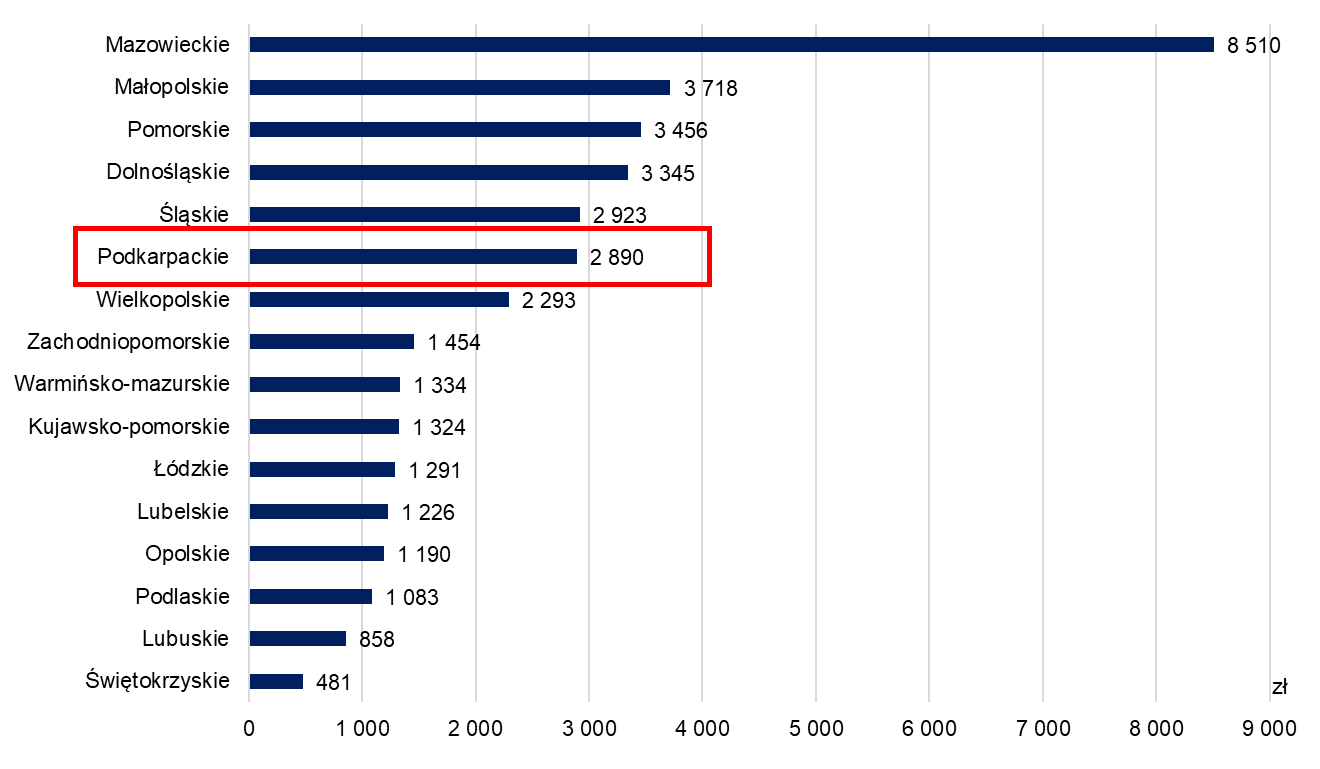 Mazowieckie 8 510
Małopolskie 3 718
Pomorskie 3 456
Dolnośląskie 3 345
Śląskie 2 923
Podkarpackie 2 890
Wielkopolskie 2 293
Zachodniopomorskie 1 454
Warmińsko-mazurskie 1 334
Kujawsko-pomorskie 1 324
Łódzkie 1 291
Lubelskie 1 226
Opolskie 1 190
Podlaskie 1 083
Lubuskie 858
Świętokrzyskie 481
zł
0 1 000 2 000 3 000 4 000 5 000 6 000 7 000 8 000 9 000